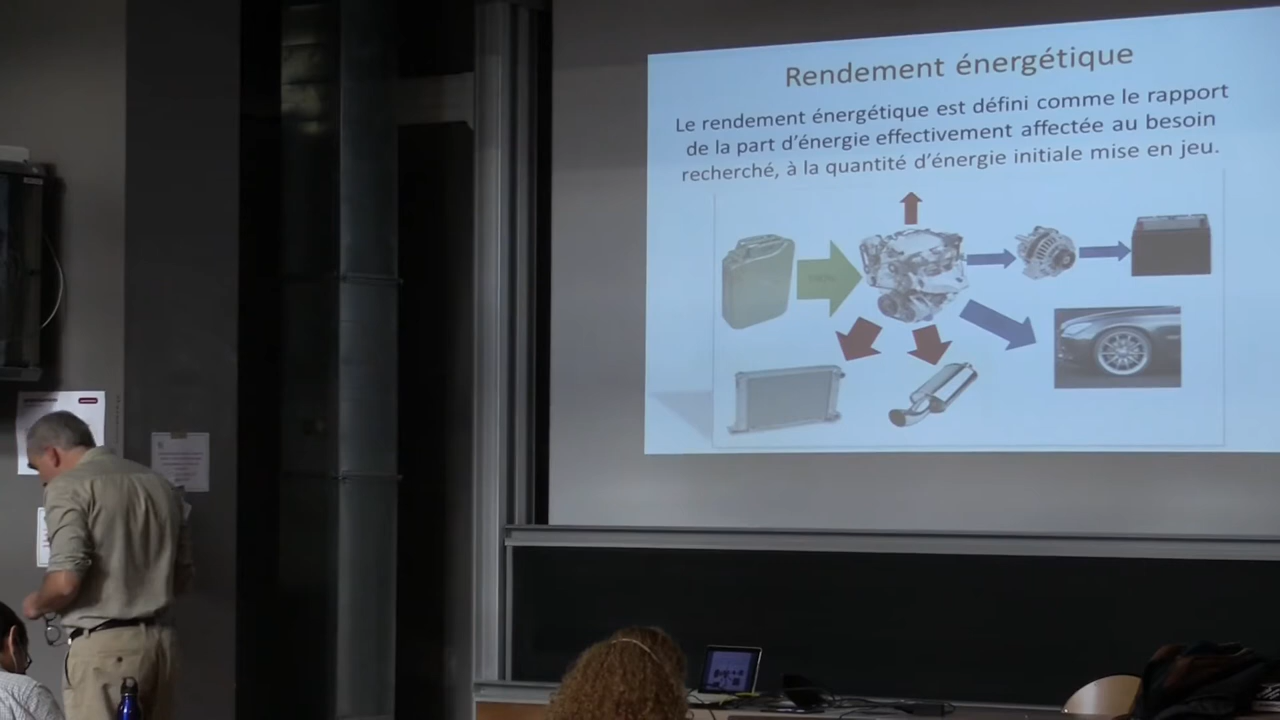 Rendement énergétique
Le rendement énergétique est défini comme le rapport
de la part d’énergie effectivement affectée au besoin
recherché, à la quantité d’énergie initiale mise en jeu.